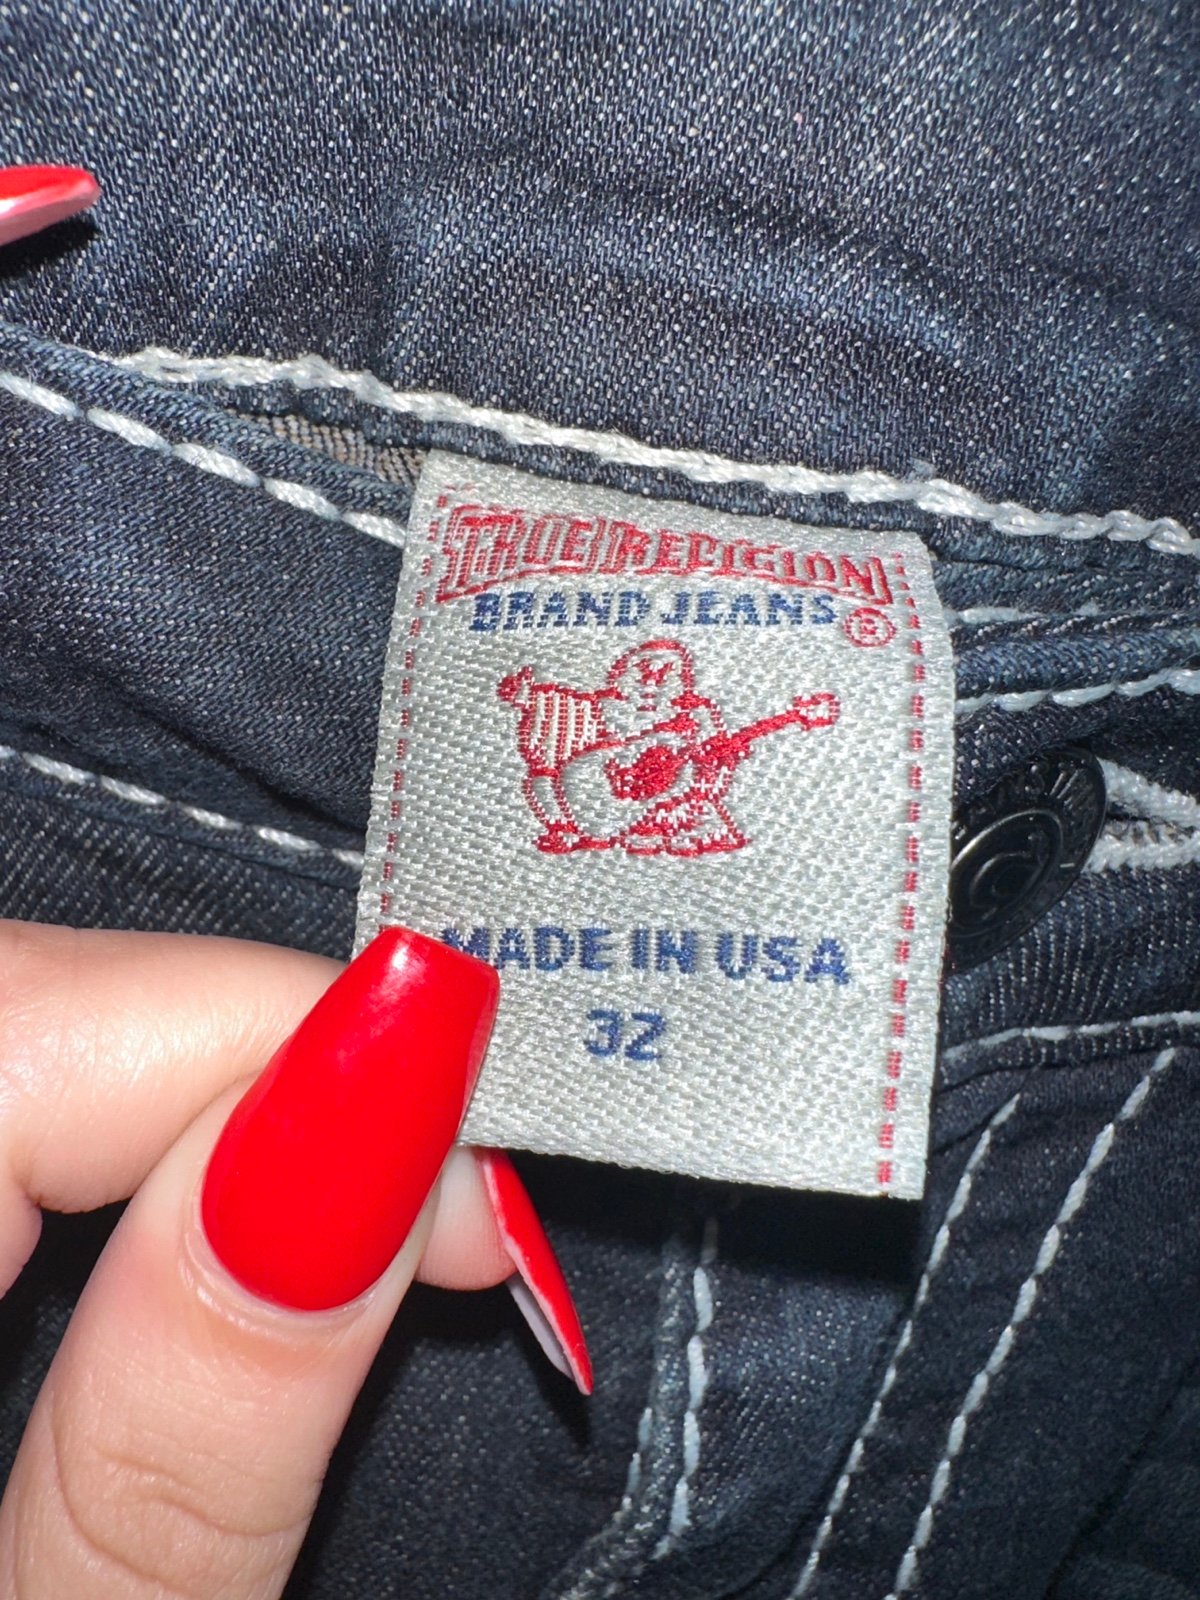 TRUE RELIGION
BRAND JEANS ®
MADE IN USA
32